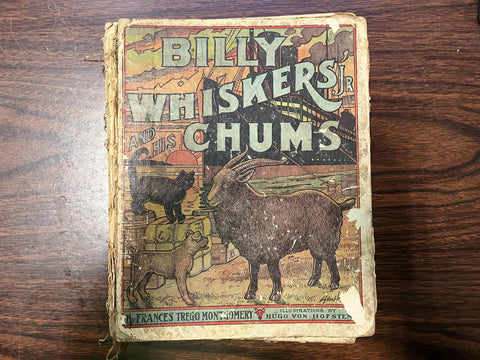 BILLY
WHISKERS, JR.
AND HIS
CHUMS
By FRANCES TREGO MONTGOMERY
ILLUSTRATIONS BY
HUGO VON HOFSTEN